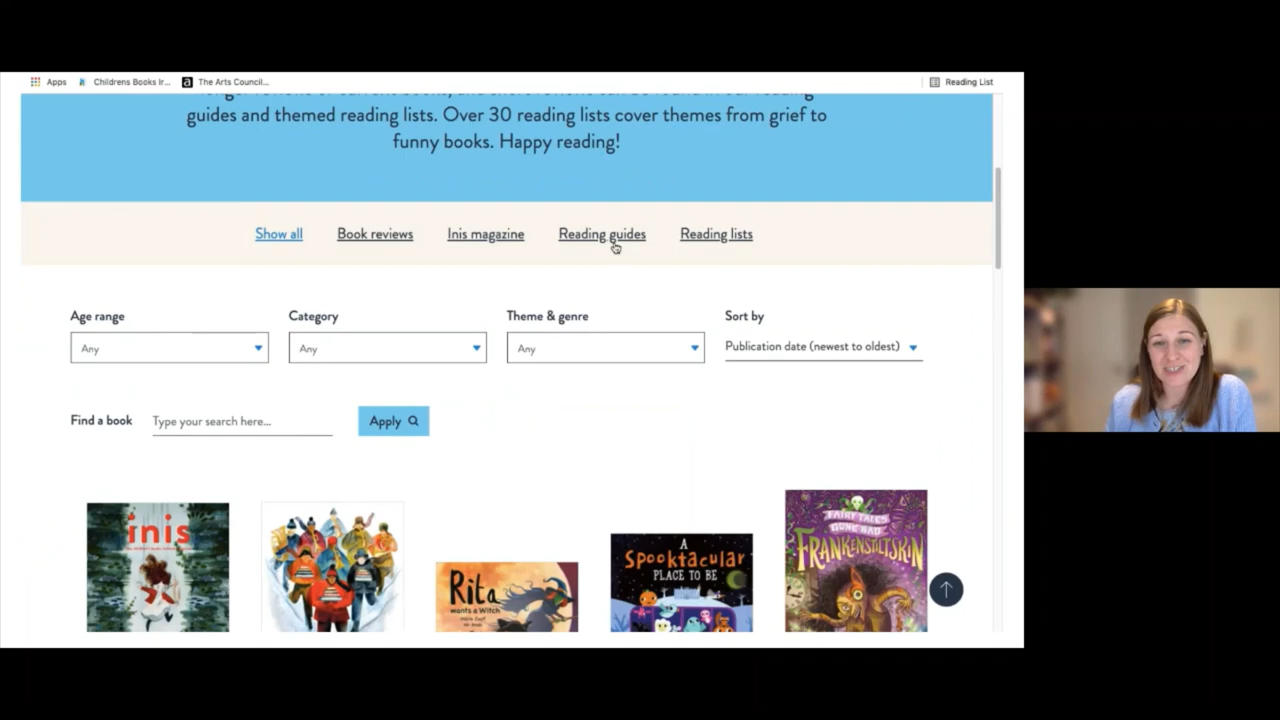 Apps
Childrens Books Ir...
The Arts Council...
Reading List
guides and themed reading lists. Over 30 reading lists cover themes from grief to
funny books. Happy reading!
Show all
Book reviews
Inis magazine
Reading guides
Reading lists
Age range
Category
Theme & genre
Sort by
Any
Any
Any
Publication date (newest to oldest)
Find a book
Type your search here...
Apply
inis
Rita
wants a Witch
A
Spooktacular
PLACE TO BE
FAIRY TALES
GONE BAD
FRANKENSTILTSKIN